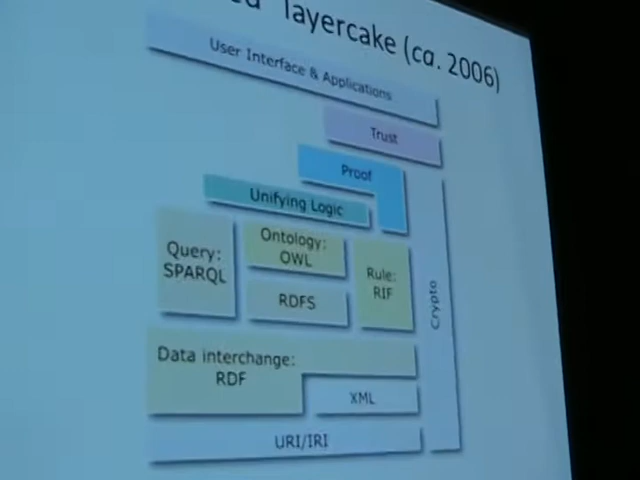 layercake (ca. 2006)
User Interface & Applications
Trust
Proof
Unifying Logic
Query:
SPARQL
Ontology:
OWL
Rule:
RIF
RDFS
Crypto
Data interchange:
RDF
XML
URI/IRI